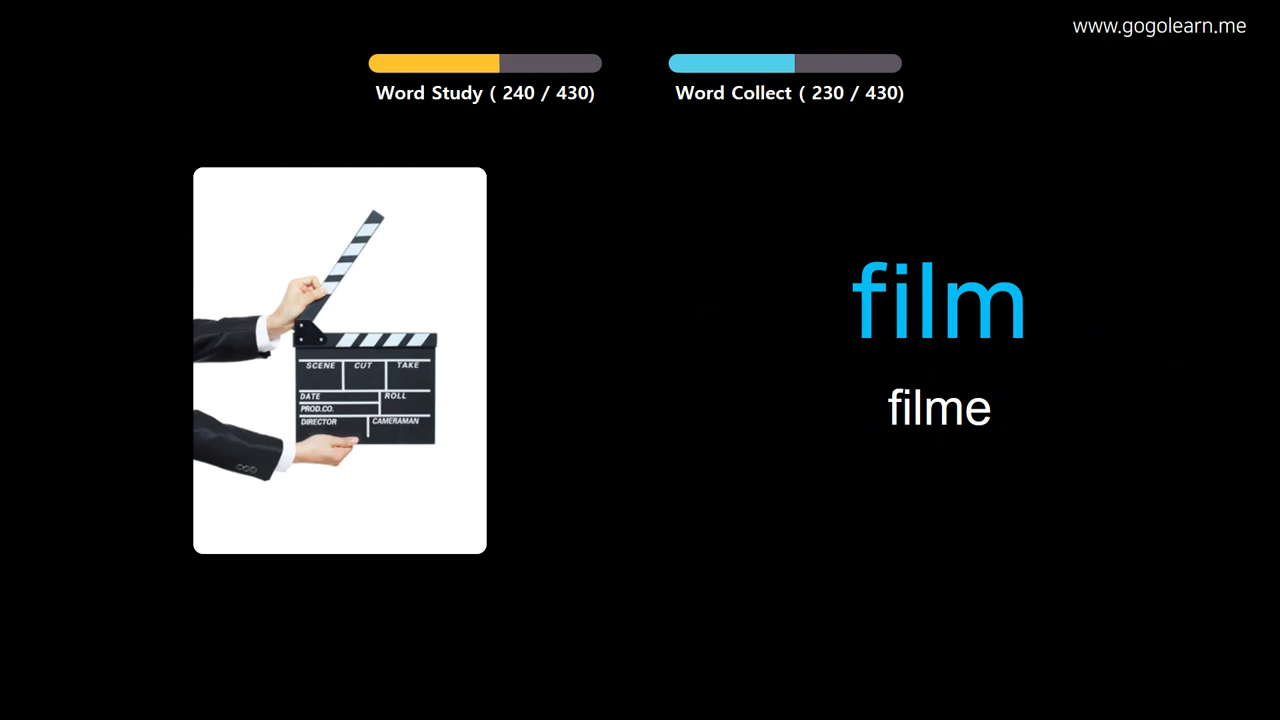 www.gogolearn.me
Word Study ( 240 / 430)
Word Collect ( 230 / 430)
SCENE CUT TAKE
DATE ROLL
PROD.CO.
DIRECTOR CAMERAMAN
film
filme